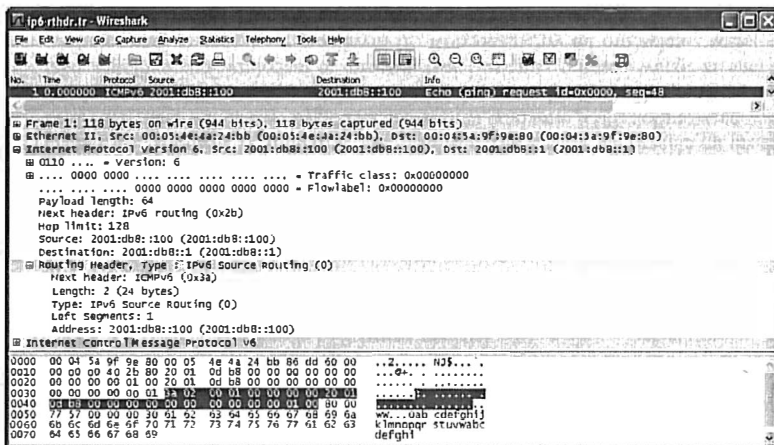 ip6-rthdr.tr - Wireshark
File Edit View Go Capture Analyze Statistics Telephony Tools Help
No. Time Protocol Source Destination Info
1 0.000000 ICMPv6 2001:db8::100 2001:db8::100 Echo (ping) request id=0x0000, seq=48
Frame 1: 118 bytes on wire (944 bits), 118 bytes captured (944 bits)
Ethernet II, Src: 00:05:4e:4a:24:bb (00:05:4e:4a:24:bb), Dst: 00:04:5a:9f:9e:80 (00:04:5a:9f:9e:80)
Internet Protocol Version 6, Src: 2001:db8::100 (2001:db8::100), Dst: 2001:db8::1 (2001:db8::1)
0110 .... = Version: 6
.... 0000 0000 .... .... .... .... .... = Traffic class: 0x00000000
.... .... .... 0000 0000 0000 0000 0000 = Flowlabel: 0x00000000
Payload length: 64
Next header: IPv6 routing (0x2b)
Hop limit: 128
Source: 2001:db8::100 (2001:db8::100)
Destination: 2001:db8::1 (2001:db8::1)
Routing Header, Type : IPv6 Source Routing (0)
Next header: ICMPv6 (0x3a)
Length: 2 (24 bytes)
Type: IPv6 Source Routing (0)
Left Segments: 1
Address: 2001:db8::100 (2001:db8::100)
Internet Control Message Protocol v6
0000 00 04 5a 9f 9e 80 00 05 4e 4a 24 bb 86 dd 60 00 ..Z..... NJ$...`.
0010 00 00 00 40 2b 80 20 01 0d b8 00 00 00 00 00 00 ...@+. . ........
0020 00 00 00 00 01 00 20 01 0d b8 00 00 00 00 00 00 ...... . ........
0030 00 00 00 00 00 01 3a 02 00 01 00 00 00 00 20 01
0040 0d b8 00 00 00 00 00 00 00 00 00 00 01 00 80 00
0050 77 57 00 00 00 30 61 62 63 64 65 66 67 68 69 6a ww...0ab cdefghij
0060 6b 6c 6d 6e 6f 70 71 72 73 74 75 76 77 61 62 63 klmnopqr stuvwabc
0070 64 65 66 67 68 69 defghi